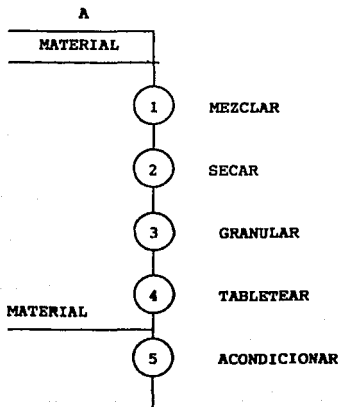 A
MATERIAL
1 MEZCLAR
2 SECAR
3 GRANULAR
4 TABLETEAR
MATERIAL
5 ACONDICIONAR